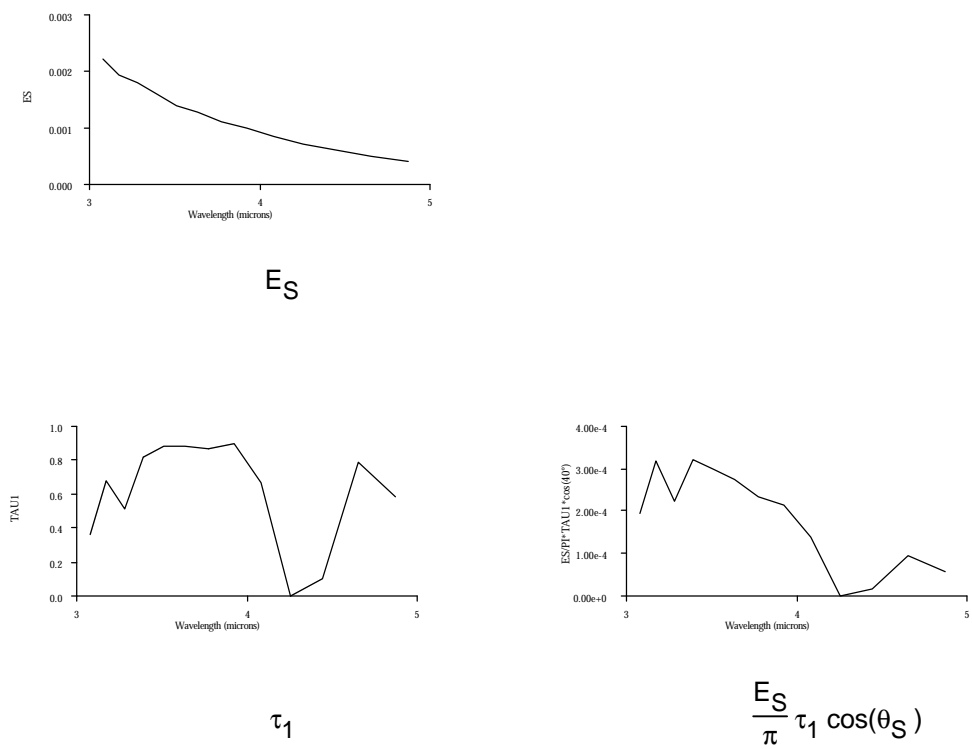 0.003
0.002
ES
0.001
0.000
3
4
5
Wavelength (microns)
E_S
1.0
0.8
0.6
TAU1
0.4
0.2
0.0
3
4
5
Wavelength (microns)
τ1
4.00e-4
3.00e-4
2.00e-4
ES/PI*TAU1*cos(40°)
1.00e-4
0.00e+0
3
4
5
Wavelength (microns)
E_S
π
τ1 cos(θS)